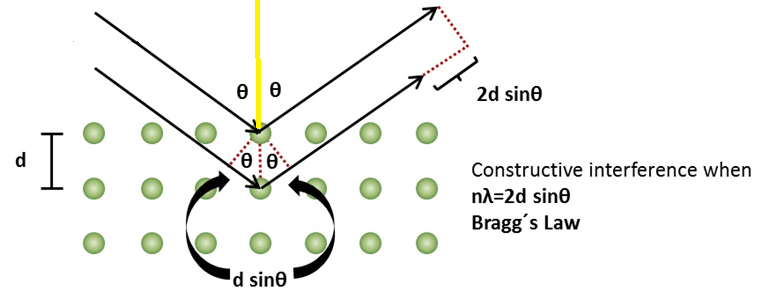 θ θ
2d sinθ
d
θ θ
Constructive interference when
nλ=2d sinθ
Bragg´s Law
d sinθ